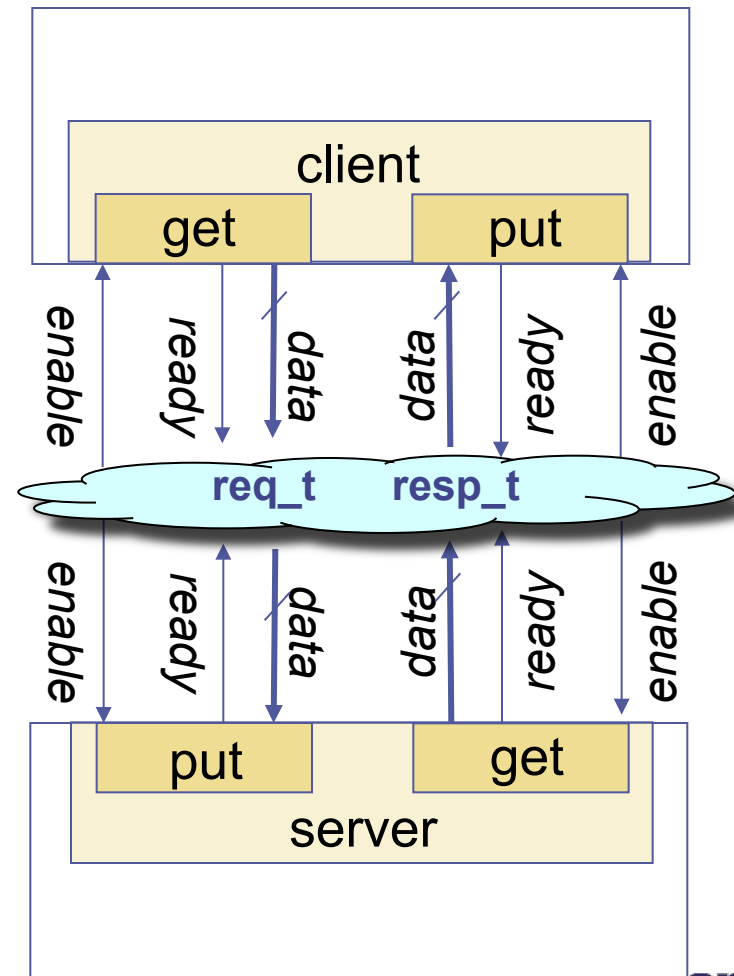 client
get put
enable ready data data ready enable
req_t resp_t
enable ready data data ready enable
put get
server